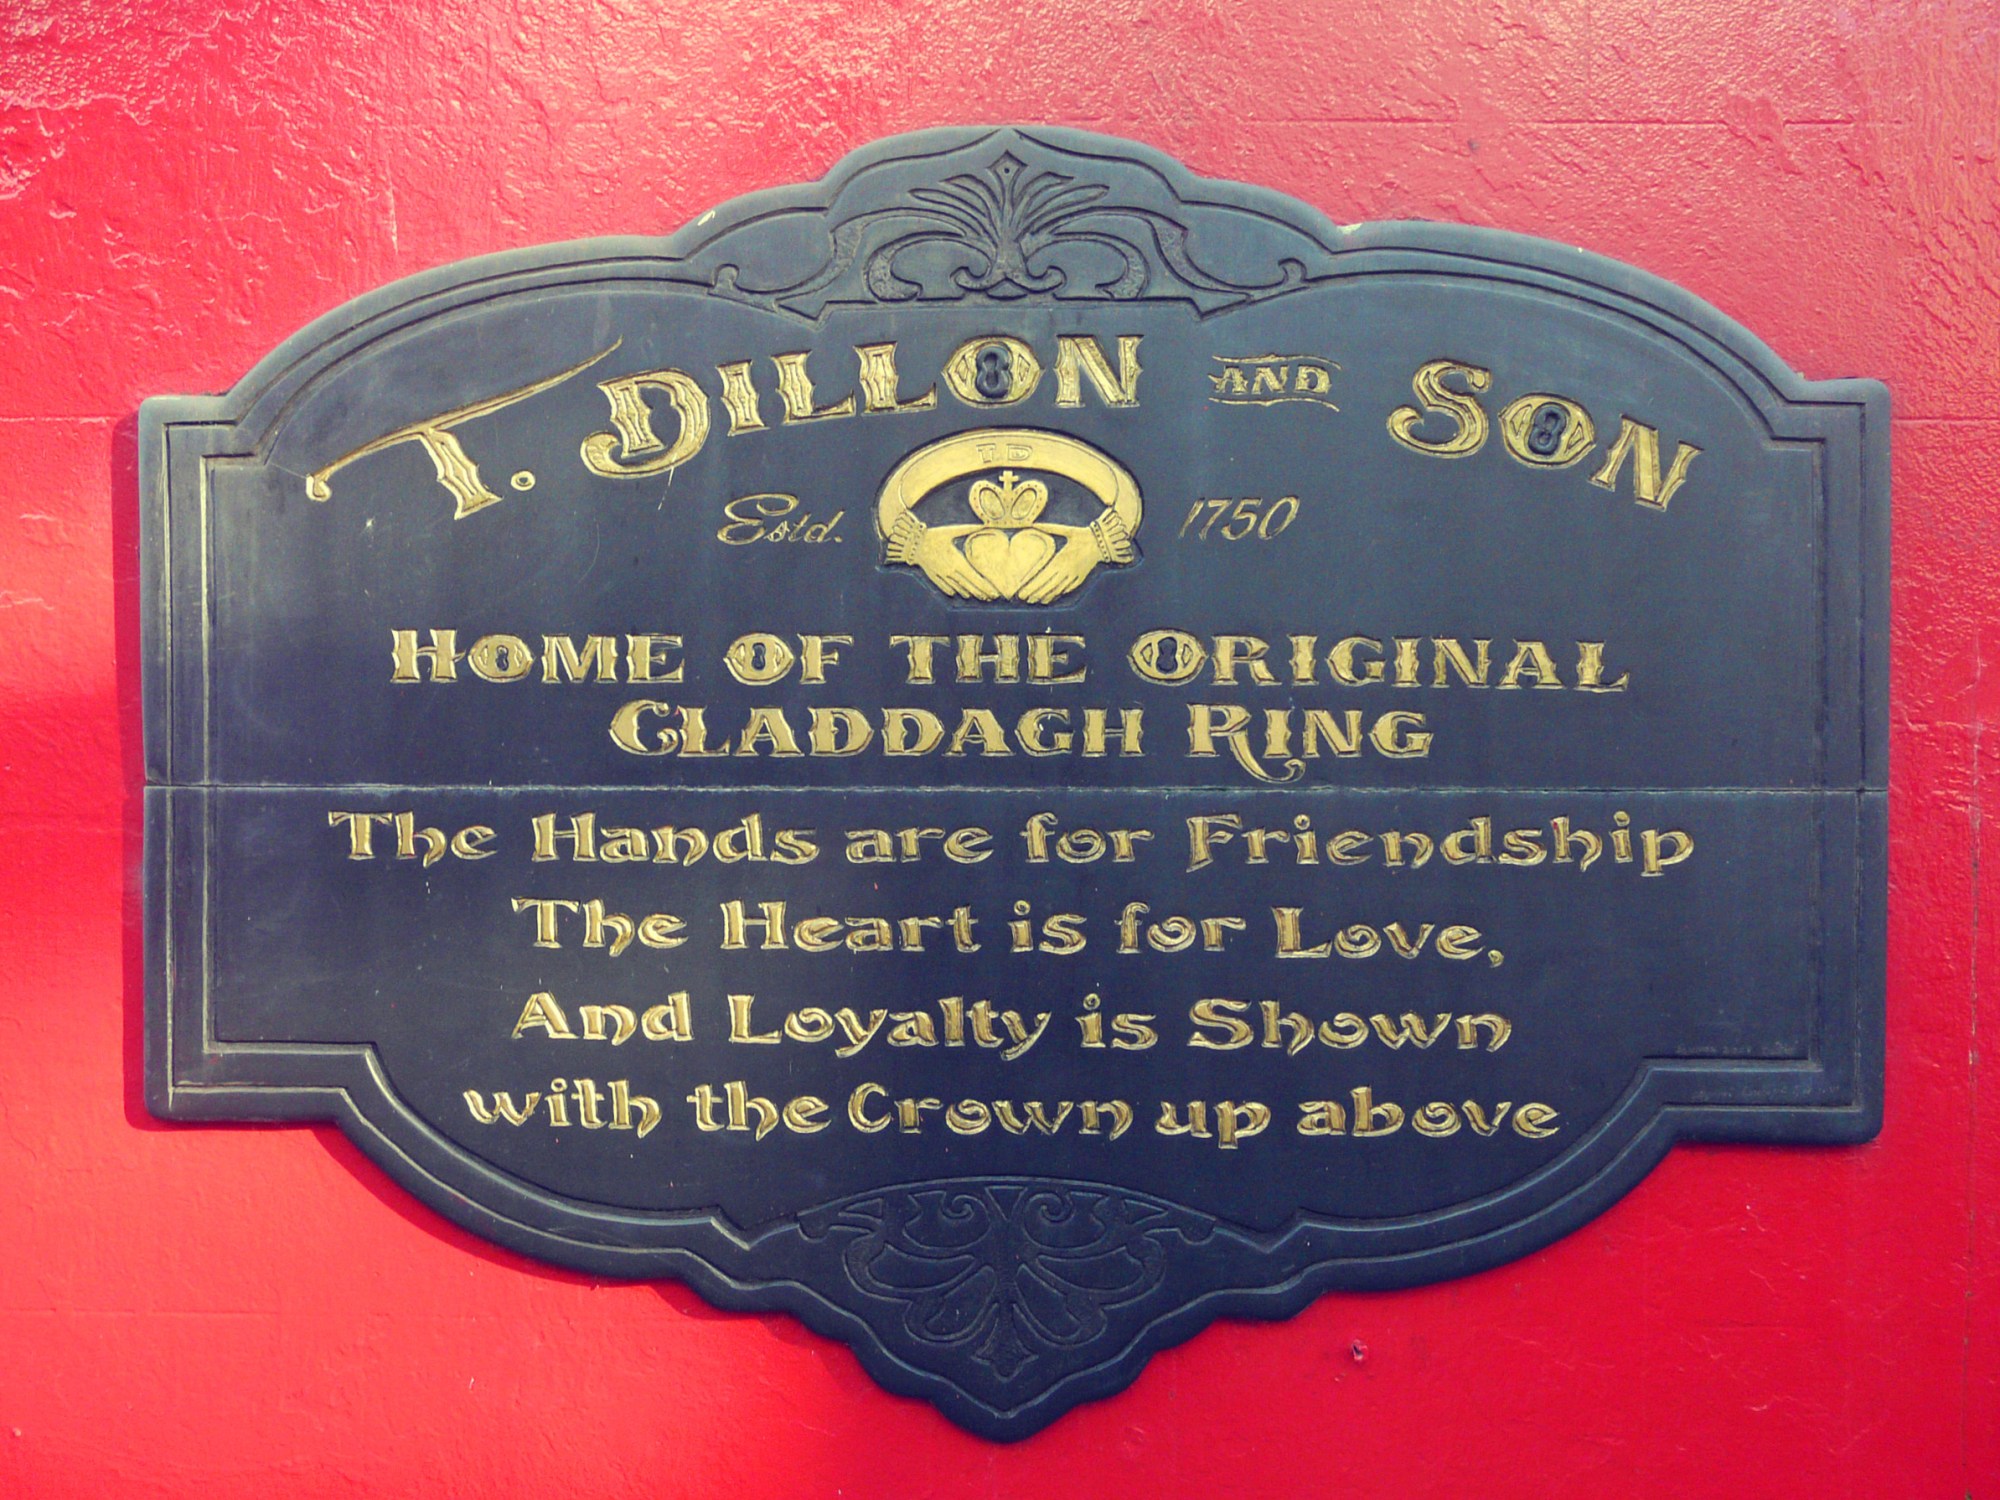 T. DILLON AND SON
Estd. 1750
T.D
HOME OF THE ORIGINAL
CLADDAGH RING
The Hands are for Friendship
The Heart is for Love,
And Loyalty is Shown
with the Crown up above